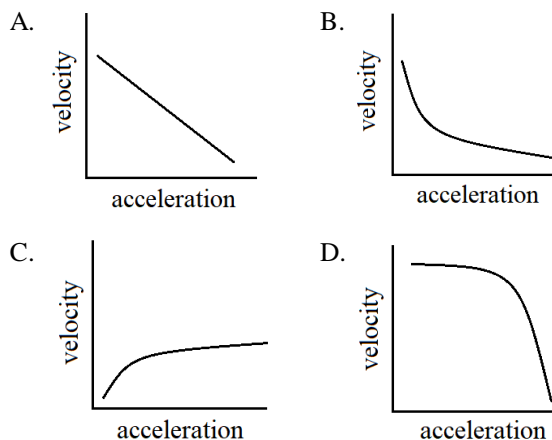 A.
velocity
acceleration
B.
velocity
acceleration
C.
velocity
acceleration
D.
velocity
acceleration